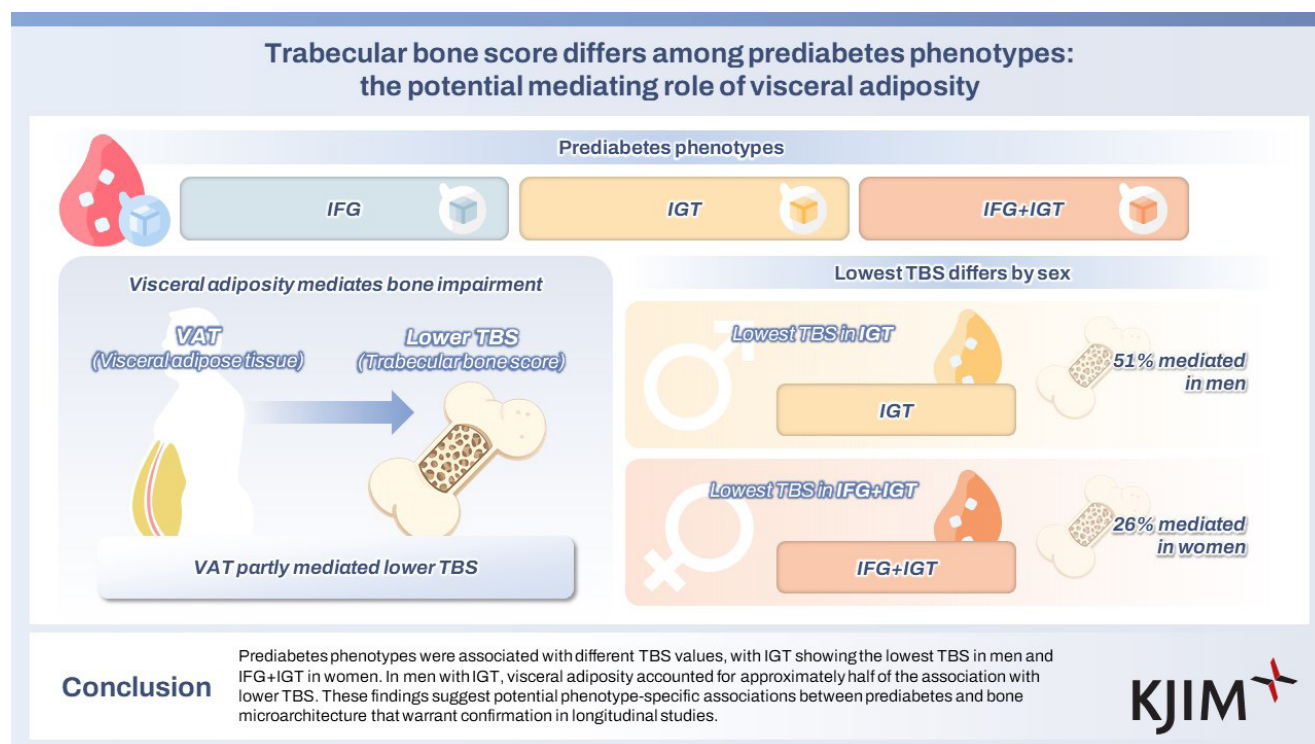 Trabecular bone score differs among prediabetes phenotypes:
the potential mediating role of visceral adiposity
Prediabetes phenotypes
IFG
IGT
IFG+IGT
Visceral adiposity mediates bone impairment
VAT
(Visceral adipose tissue)
Lower TBS
(Trabecular bone score)
VAT partly mediated lower TBS
Lowest TBS differs by sex
Lowest TBS in IGT
IGT
51% mediated
in men
Lowest TBS in IFG+IGT
IFG+IGT
26% mediated
in women
Conclusion
Prediabetes phenotypes were associated with different TBS values, with IGT showing the lowest TBS in men and
IFG+IGT in women. In men with IGT, visceral adiposity accounted for approximately half of the association with
lower TBS. These findings suggest potential phenotype-specific associations between prediabetes and bone
microarchitecture that warrant confirmation in longitudinal studies.
KJIM